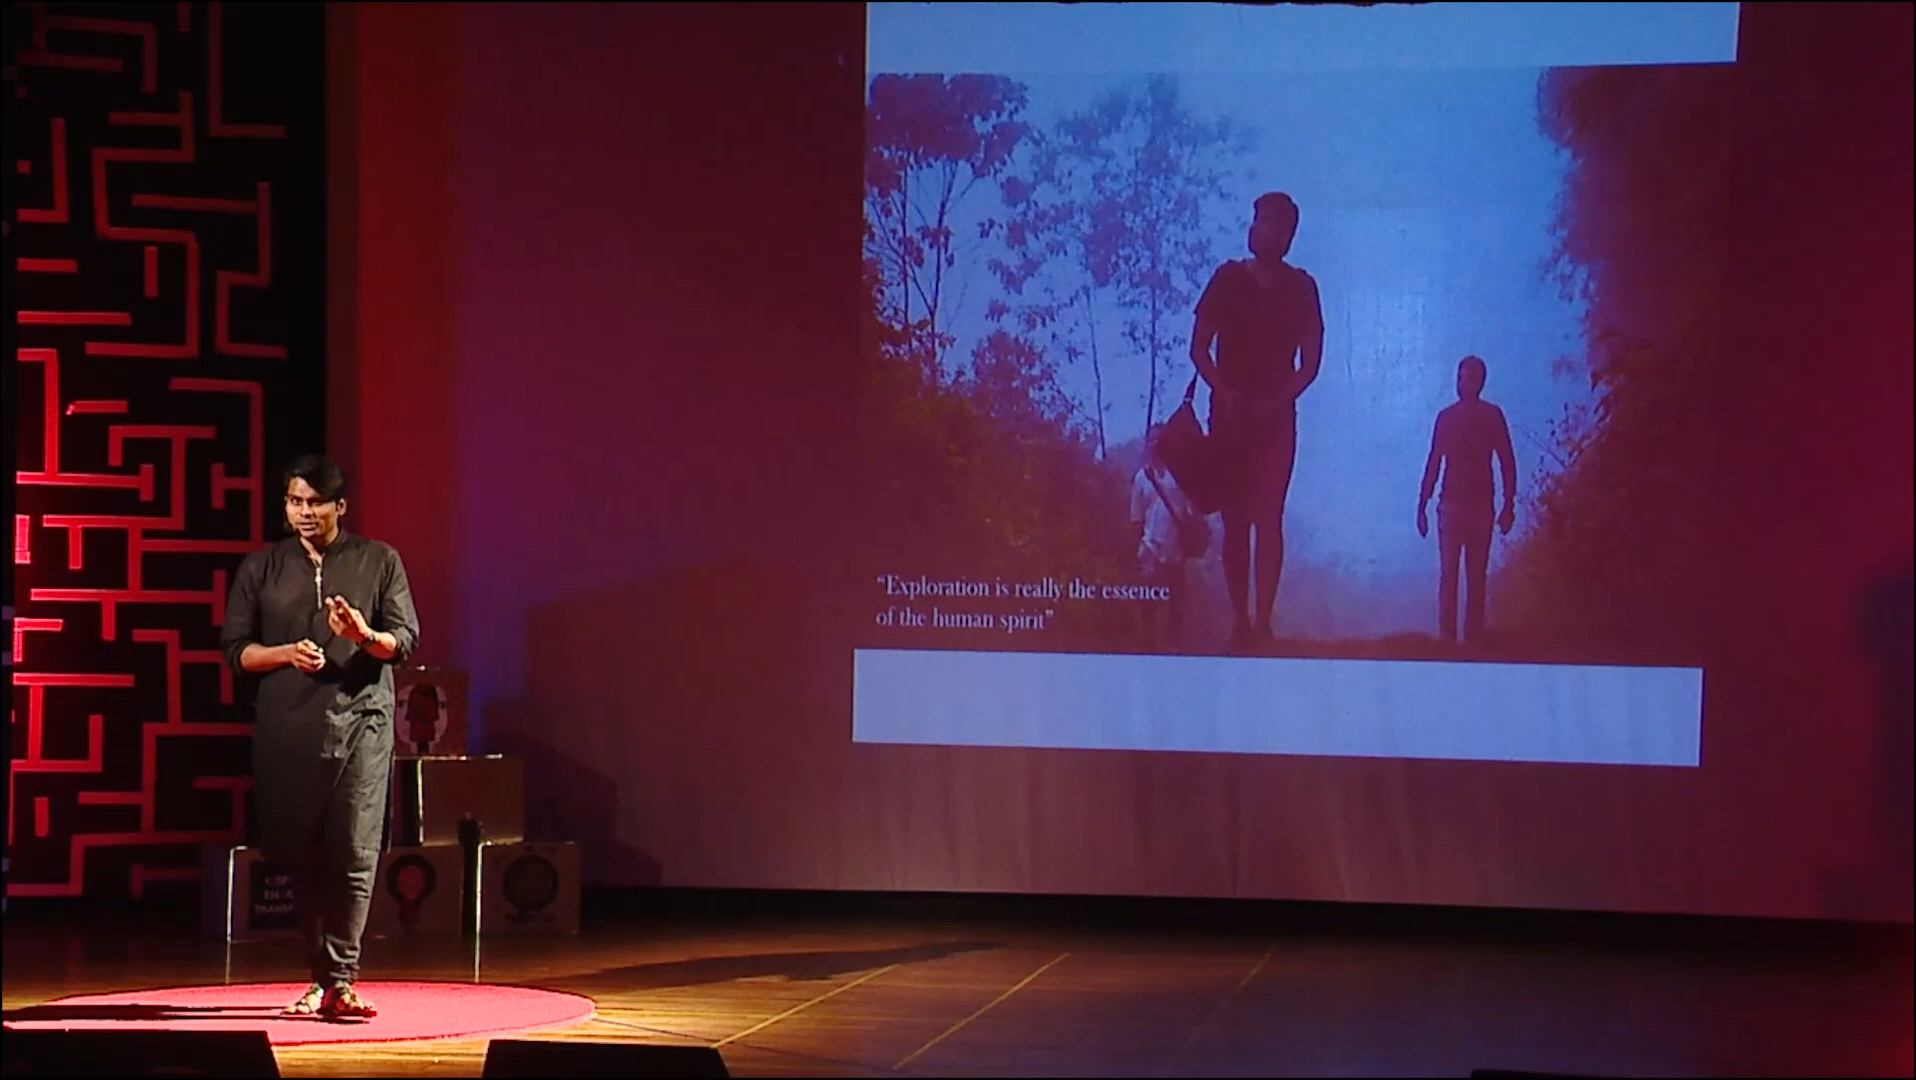 “Exploration is really the essence
of the human spirit”